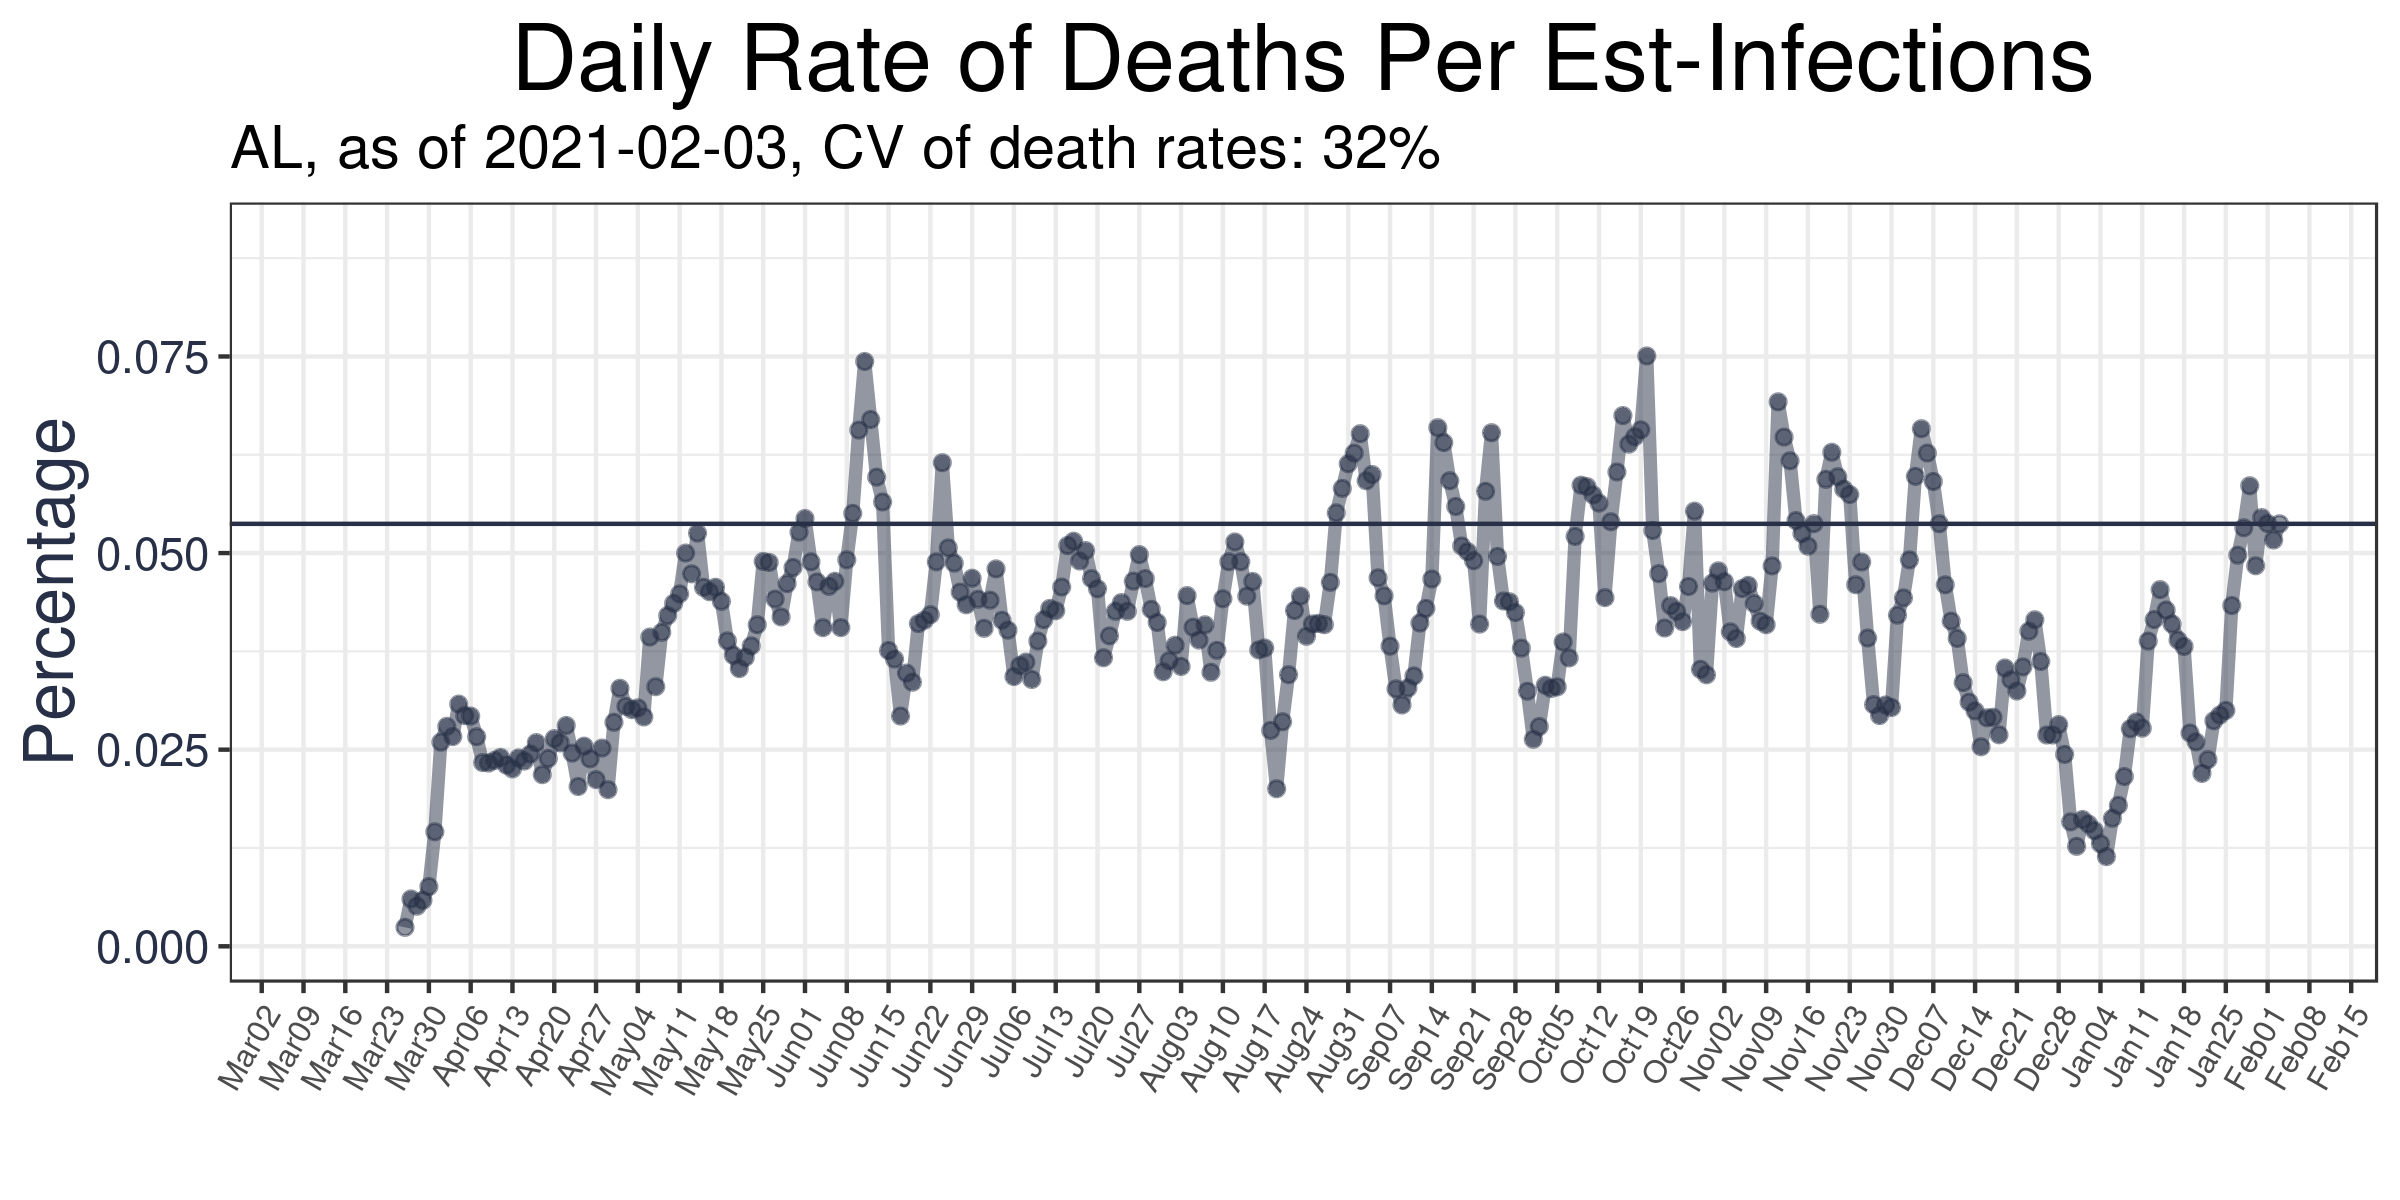 Daily Rate of Deaths Per Est-Infections
AL, as of 2021-02-03, CV of death rates: 32%
Percentage
0.075
0.050
0.025
0.000
Mar02 Mar09 Mar16 Mar23 Mar30 Apr06 Apr13 Apr20 Apr27 May04 May11 May18 May25 Jun01 Jun08 Jun15 Jun22 Jun29 Jul06 Jul13 Jul20 Jul27 Aug03 Aug10 Aug17 Aug24 Aug31 Sep07 Sep14 Sep21 Sep28 Oct05 Oct12 Oct19 Oct26 Nov02 Nov09 Nov16 Nov23 Nov30 Dec07 Dec14 Dec21 Dec28 Jan04 Jan11 Jan18 Jan25 Feb01 Feb08 Feb15